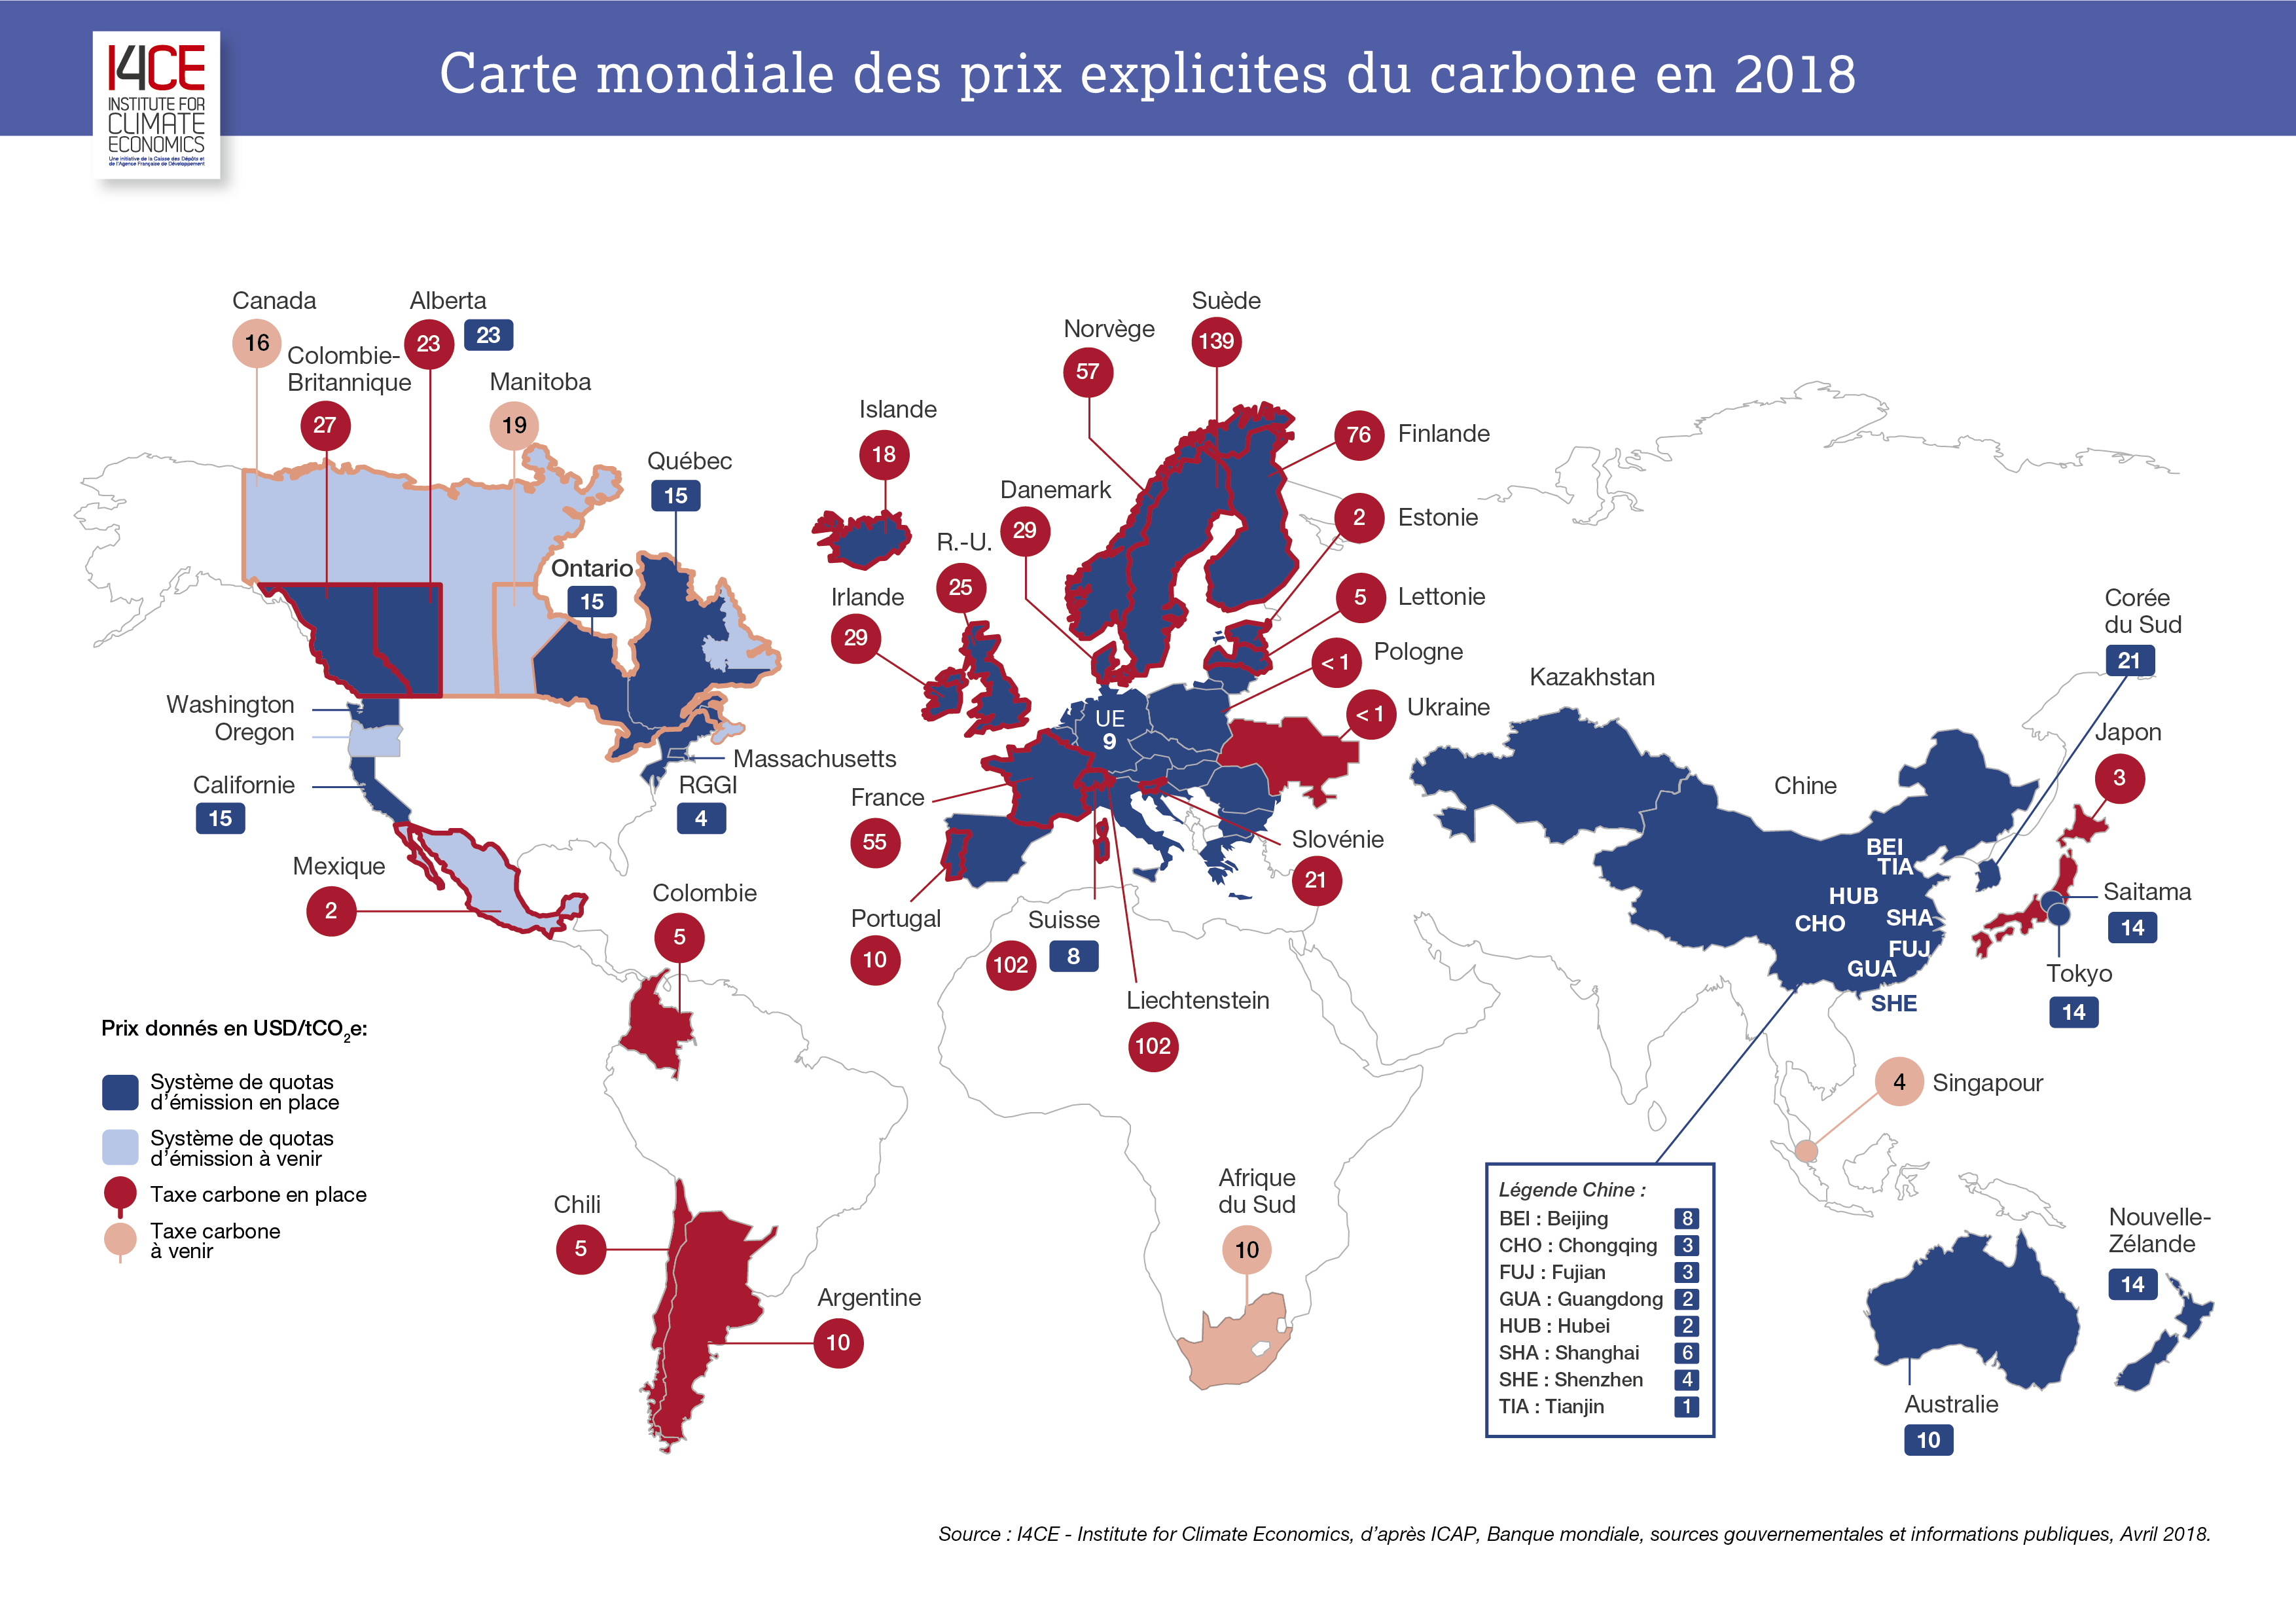 I4CE
INSTITUTE FOR
CLIMATE
ECONOMICS
Une initiative de la Caisse des Dépôts et
de l'Agence Française de Développement
Carte mondiale des prix explicites du carbone en 2018
Canada
16
Alberta
23
23
Colombie-
Britannique
27
Manitoba
19
Québec
15
Ontario
15
Washington
Oregon
Californie
15
Massachusetts
RGGI
4
Mexique
2
Colombie
5
Chili
5
Argentine
10
Islande
18
Norvège
57
Suède
139
76
Finlande
Danemark
29
2
Estonie
R.-U.
25
Irlande
29
5
Lettonie
< 1
Pologne
< 1
Ukraine
UE
9
France
55
Slovénie
21
Portugal
10
Suisse
102
8
Liechtenstein
102
Afrique
du Sud
10
Kazakhstan
Chine
BEI
TIA
HUB
CHO
SHA
FUJ
GUA
SHE
Corée
du Sud
21
Japon
3
Saitama
14
Tokyo
14
4
Singapour
Nouvelle-
Zélande
14
Australie
10
Légende Chine :
BEI : Beijing 8
CHO : Chongqing 3
FUJ : Fujian 3
GUA : Guangdong 2
HUB : Hubei 2
SHA : Shanghai 6
SHE : Shenzhen 4
TIA : Tianjin 1
Prix donnés en USD/tCO2e:
Système de quotas
d'émission en place
Système de quotas
d'émission à venir
Taxe carbone en place
Taxe carbone
à venir
Source : I4CE - Institute for Climate Economics, d'après ICAP, Banque mondiale, sources gouvernementales et informations publiques, Avril 2018.